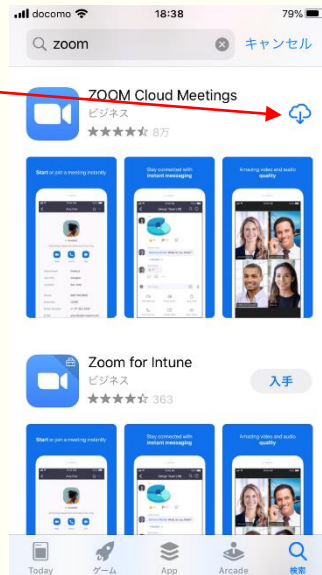 docomo 18:38 79%
zoom キャンセル
ZOOM Cloud Meetings
ビジネス
8万
Start or join a meeting instantly
Stay connected with
instant messaging
Amazing video and audio
quality
Zoom for Intune
ビジネス
入手
363
Start or join a meeting instantly
Stay connected with
instant messaging
Amazing video and audio
quality
Today ゲーム App Arcade 検索